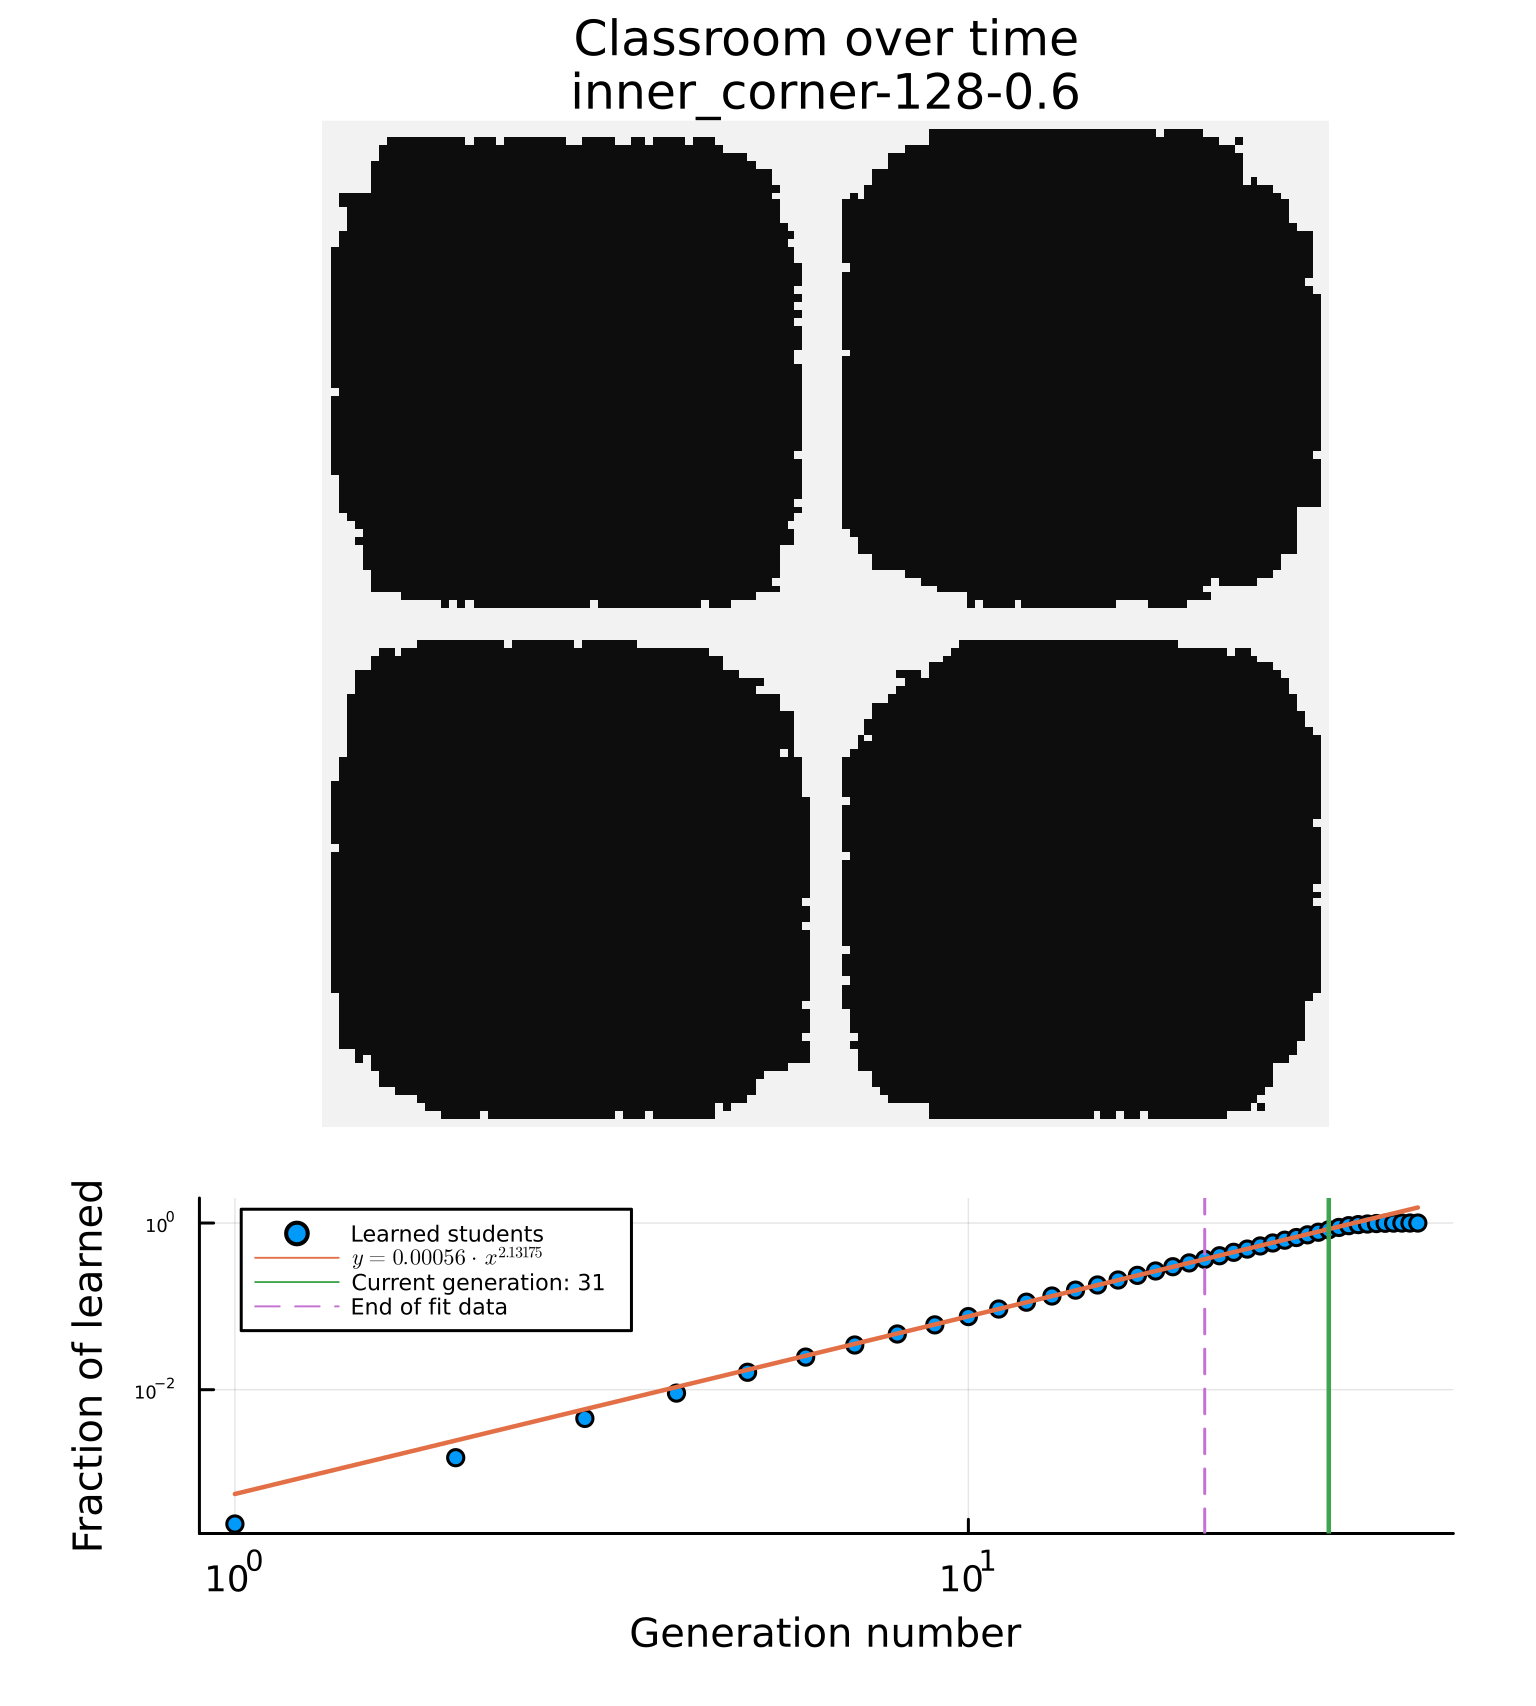 Classroom over time
inner_corner-128-0.6
Fraction of learned
10^0
10^−2
Learned students
y = 0.00056 · x^2.13175
Current generation: 31
End of fit data
10^0
10^1
Generation number